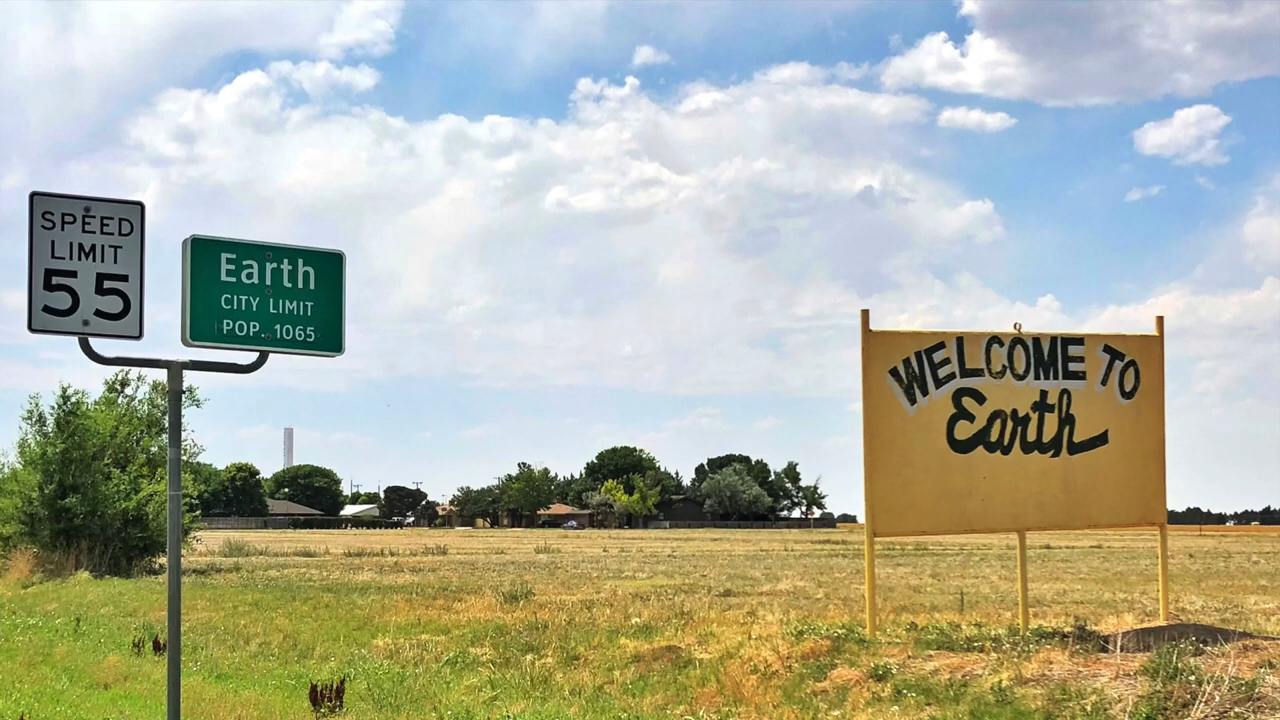 SPEED
LIMIT
55
Earth
CITY LIMIT
POP. 1065
WELCOME TO
Earth